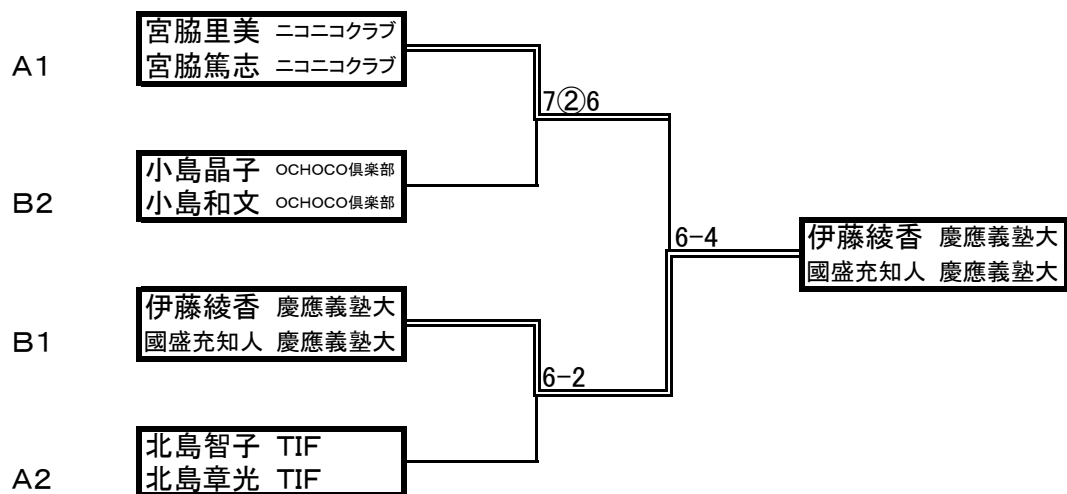 A1
宮脇里美 ニコニコクラブ
宮脇篤志 ニコニコクラブ
7②6
B2
小島晶子 OCHOCO倶楽部
小島和文 OCHOCO倶楽部
6-4
伊藤綾香 慶應義塾大
國盛充知人 慶應義塾大
B1
伊藤綾香 慶應義塾大
國盛充知人 慶應義塾大
6-2
A2
北島智子 TIF
北島章光 TIF